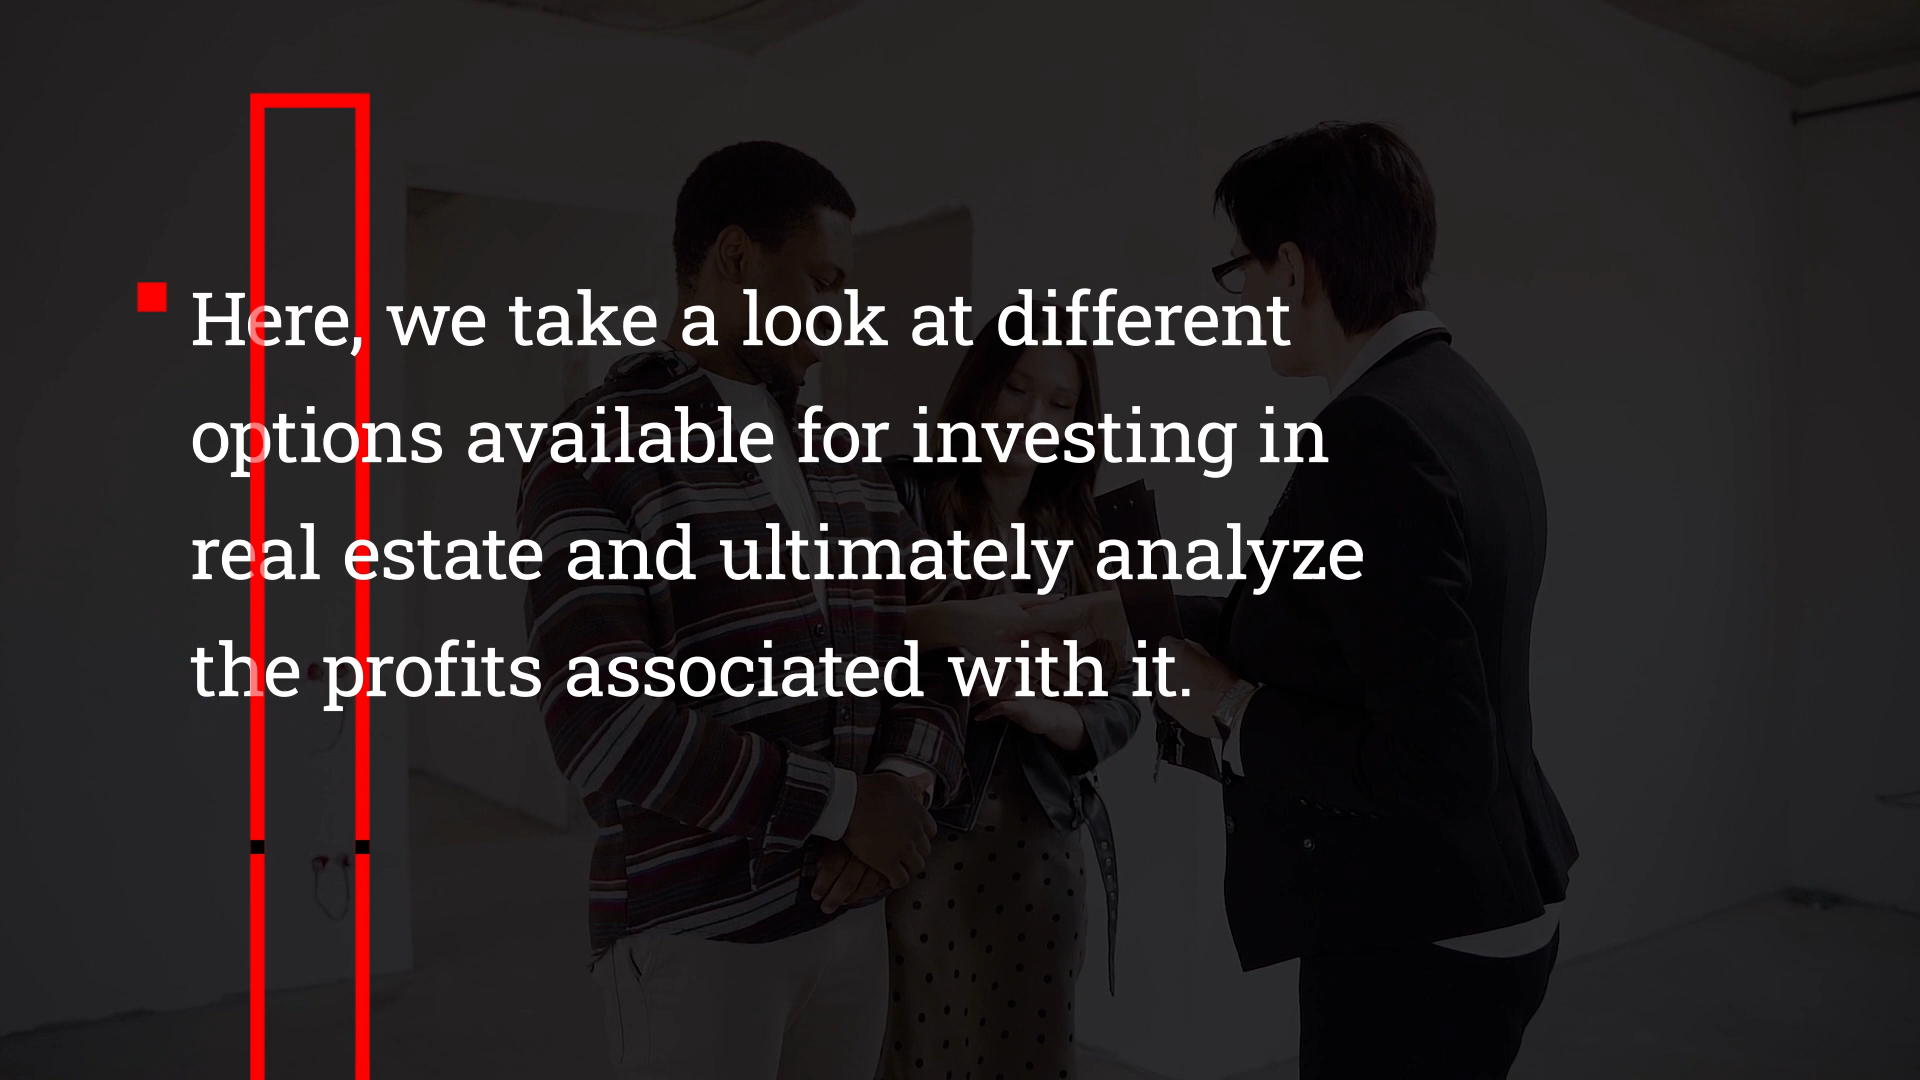 Here, we take a look at different
options available for investing in
real estate and ultimately analyze
the profits associated with it.